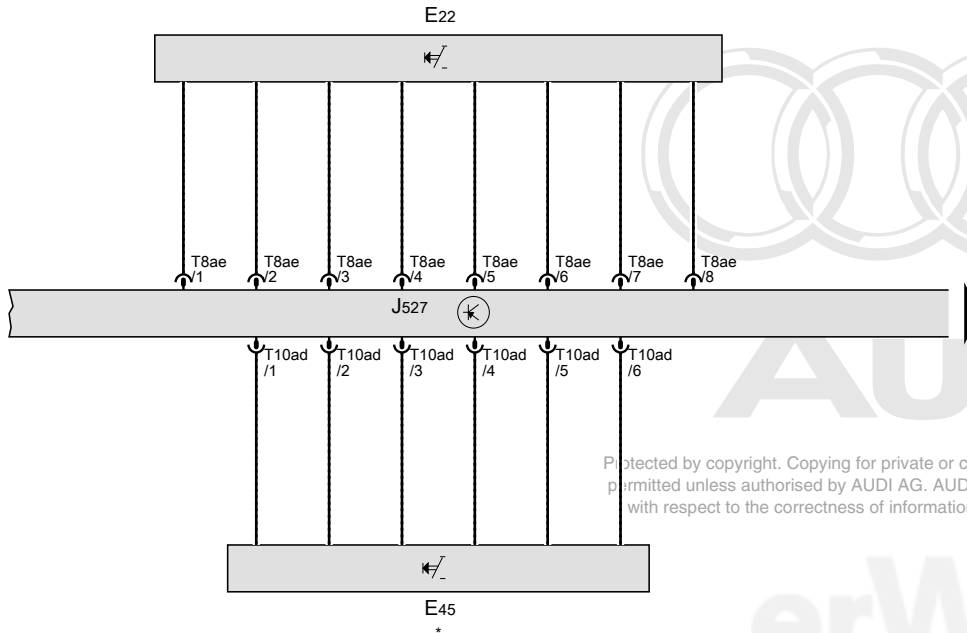 E22
T8ae
/1
T8ae
/2
T8ae
/3
T8ae
/4
T8ae
/5
T8ae
/6
T8ae
/7
T8ae
/8
J527
T10ad
/1
T10ad
/2
T10ad
/3
T10ad
/4
T10ad
/5
T10ad
/6
Protected by copyright. Copying for private or c
permitted unless authorised by AUDI AG. AUD
with respect to the correctness of information
E45
*